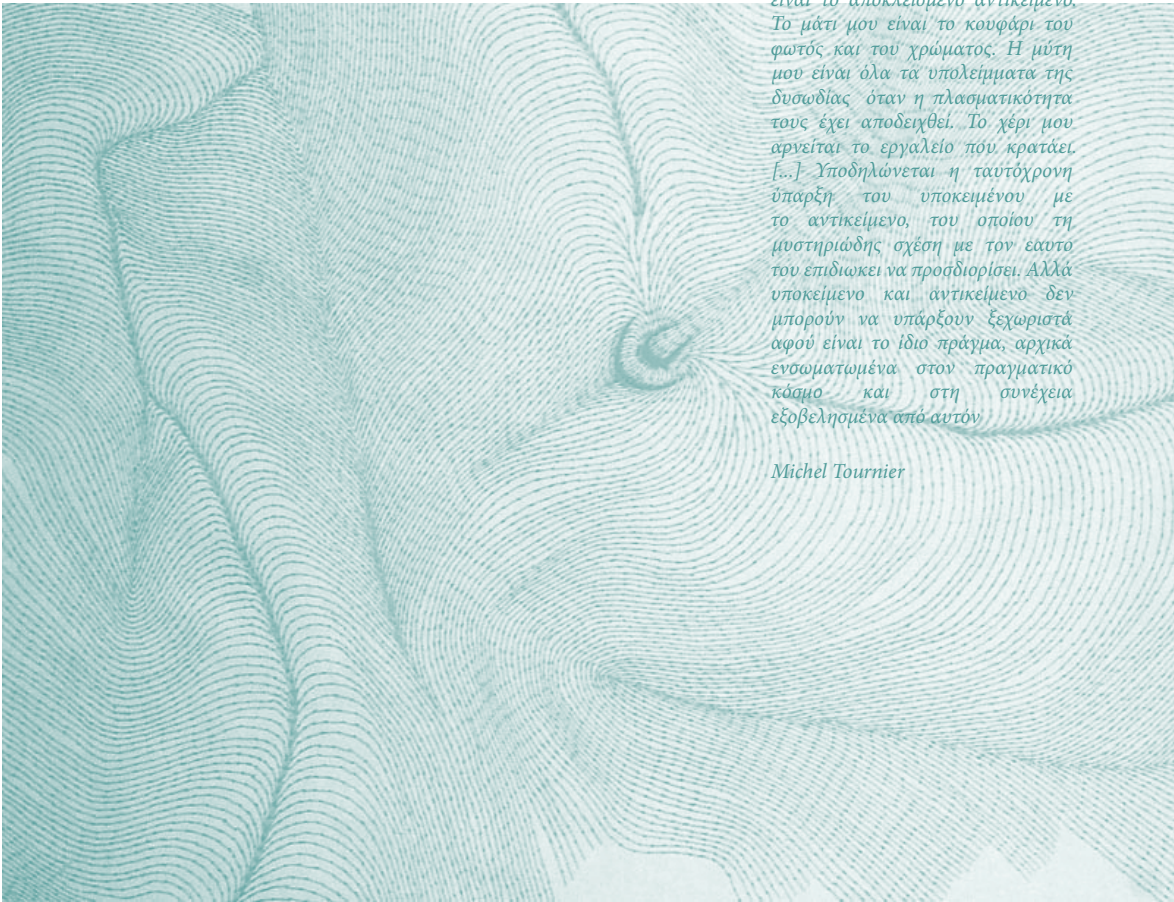 είναι το αποκλεισμένο αντικείμενο.
Το μάτι μου είναι το κουφάρι του
φωτός και του χρώματος. Η μύτη
μου είναι όλα τα υπολείμματα της
δυσωδίας όταν η πλασματικότητα
τους έχει αποδειχθεί. Το χέρι μου
αρνείται το εργαλείο που κρατάει.
[...] Υποδηλώνεται η ταυτόχρονη
ύπαρξη του υποκειμένου με
το αντικείμενο, του οποίου τη
μυστηριώδης σχέση με τον εαυτό
του επιδιώκει να προσδιορίσει. Αλλά
υποκείμενο και αντικείμενο δεν
μπορούν να υπάρξουν ξεχωριστά
αφού είναι το ίδιο πράγμα, αρχικά
ενσωματωμένα στον πραγματικό
κόσμο και στη συνέχεια
εξοβελησμένα από αυτόν
Michel Tournier